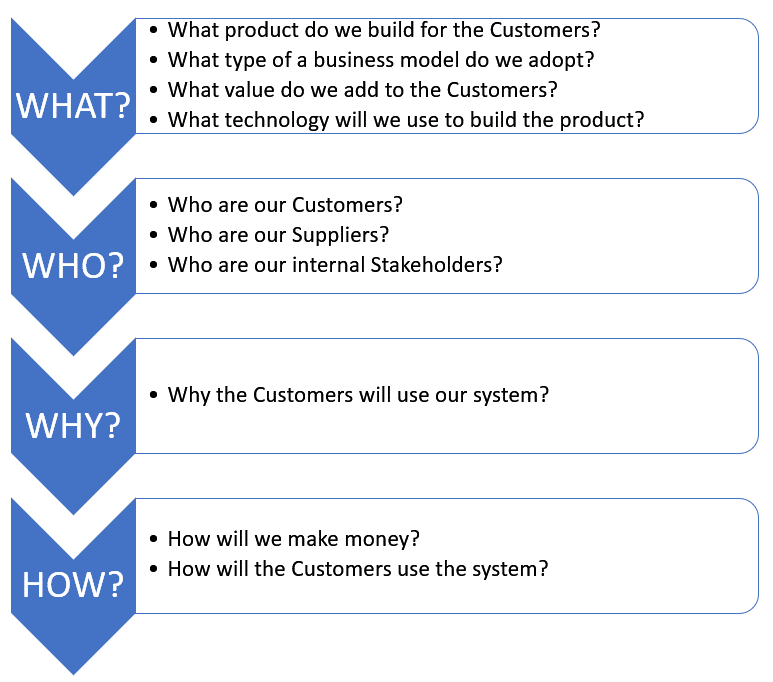 WHAT?
• What product do we build for the Customers?
• What type of a business model do we adopt?
• What value do we add to the Customers?
• What technology will we use to build the product?
WHO?
• Who are our Customers?
• Who are our Suppliers?
• Who are our internal Stakeholders?
WHY?
• Why the Customers will use our system?
HOW?
• How will we make money?
• How will the Customers use the system?